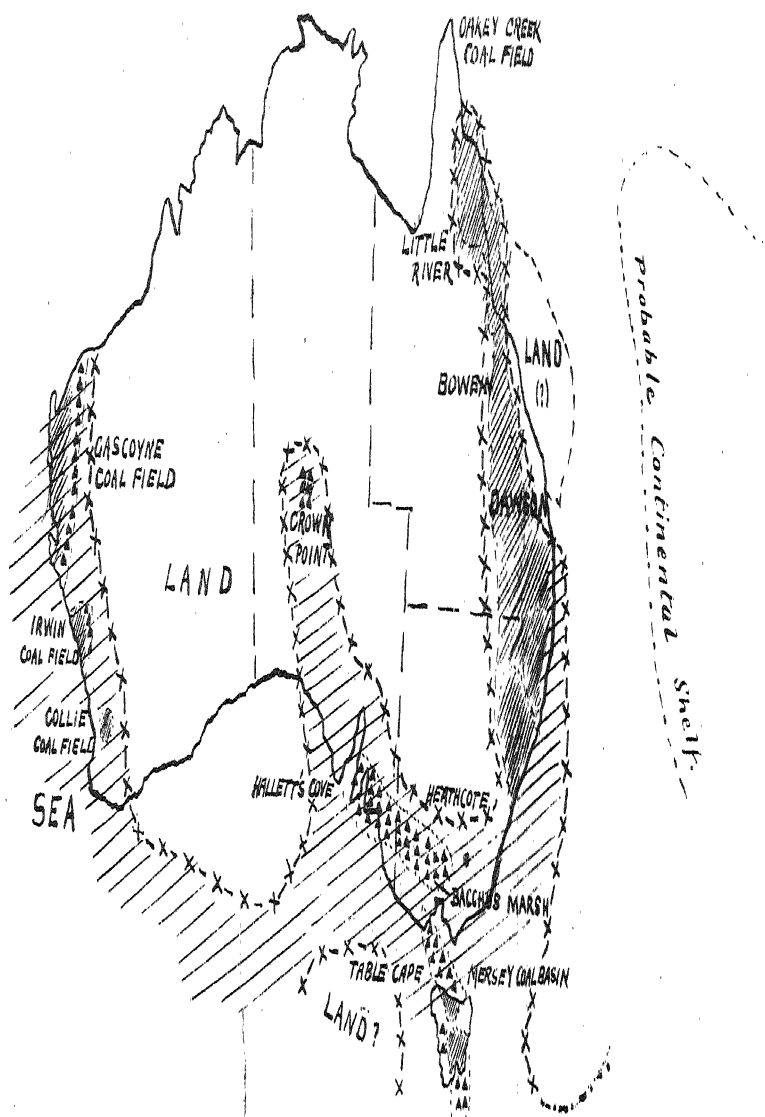 OAKEY CREEK
COAL FIELD
LITTLE
RIVER
LAND
(?)
BOWEN
Probable Continental Shelf.
GASCOYNE
COAL FIELD
CROWN
POINT
DAWSON
LAND
IRWIN
COAL FIELD
COLLIE
COAL FIELD
SEA
HALLETTS COVE
HEATHCOTE
BACCHUS MARSH
TABLE CAPE
MERSEY COAL BASIN
LAND ?